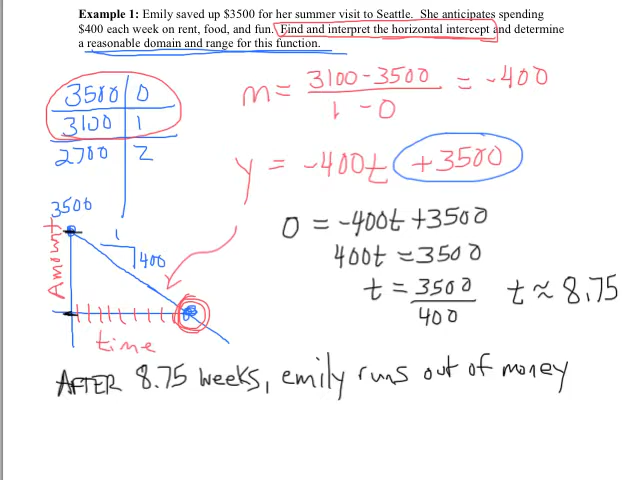 Example 1: Emily saved up $3500 for her summer visit to Seattle. She anticipates spending
$400 each week on rent, food, and fun. Find and interpret the horizontal intercept and determine
a reasonable domain and range for this function.
3500 0
3100 1
2700 2
m = 3100 - 3500 / 1 - 0 = -400
y = -400t + 3500
3500
1
400
Amount
time
0 = -400t + 3500
400t = 3500
t = 3500 / 400 t ≈ 8.75
AFTER 8.75 weeks, emily runs out of money